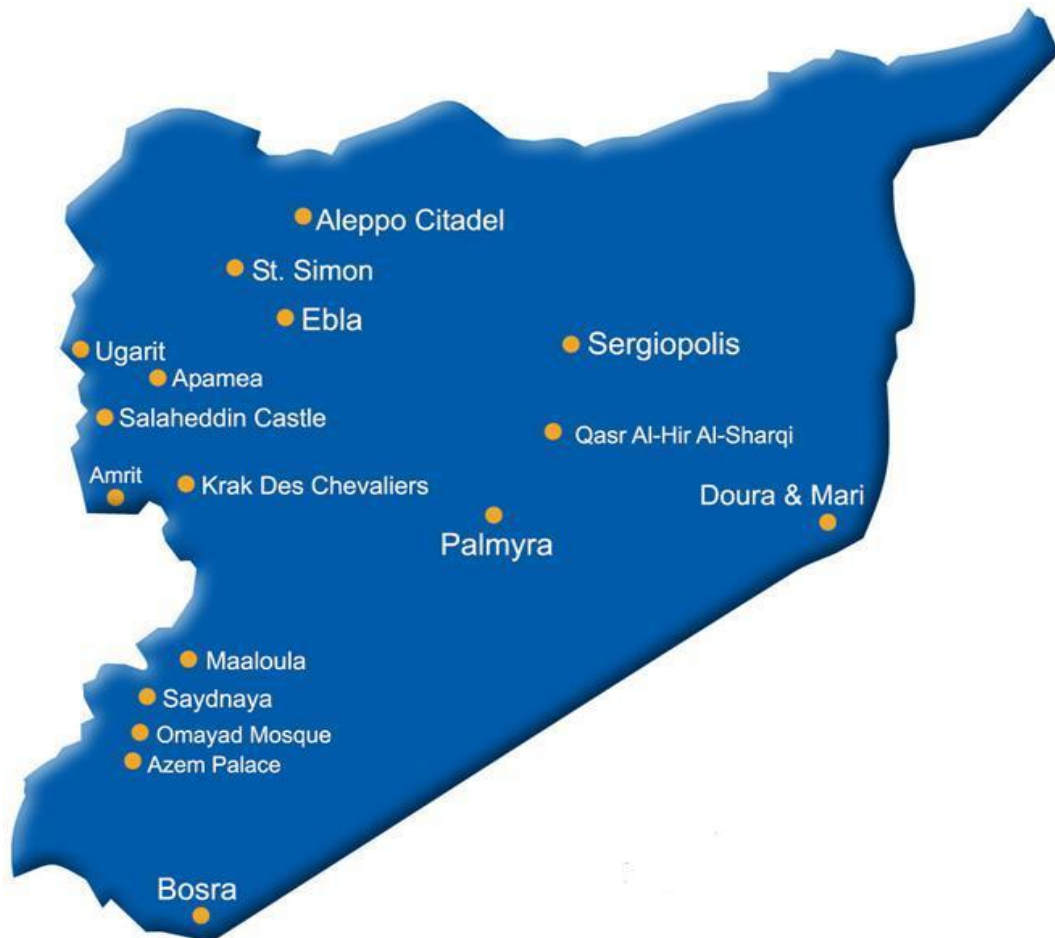 Aleppo Citadel
St. Simon
Ebla
Sergiopolis
Ugarit
Apamea
Salaheddin Castle
Qasr Al-Hir Al-Sharqi
Amrit
Krak Des Chevaliers
Doura & Mari
Palmyra
Maaloula
Saydnaya
Omayad Mosque
Azem Palace
Bosra